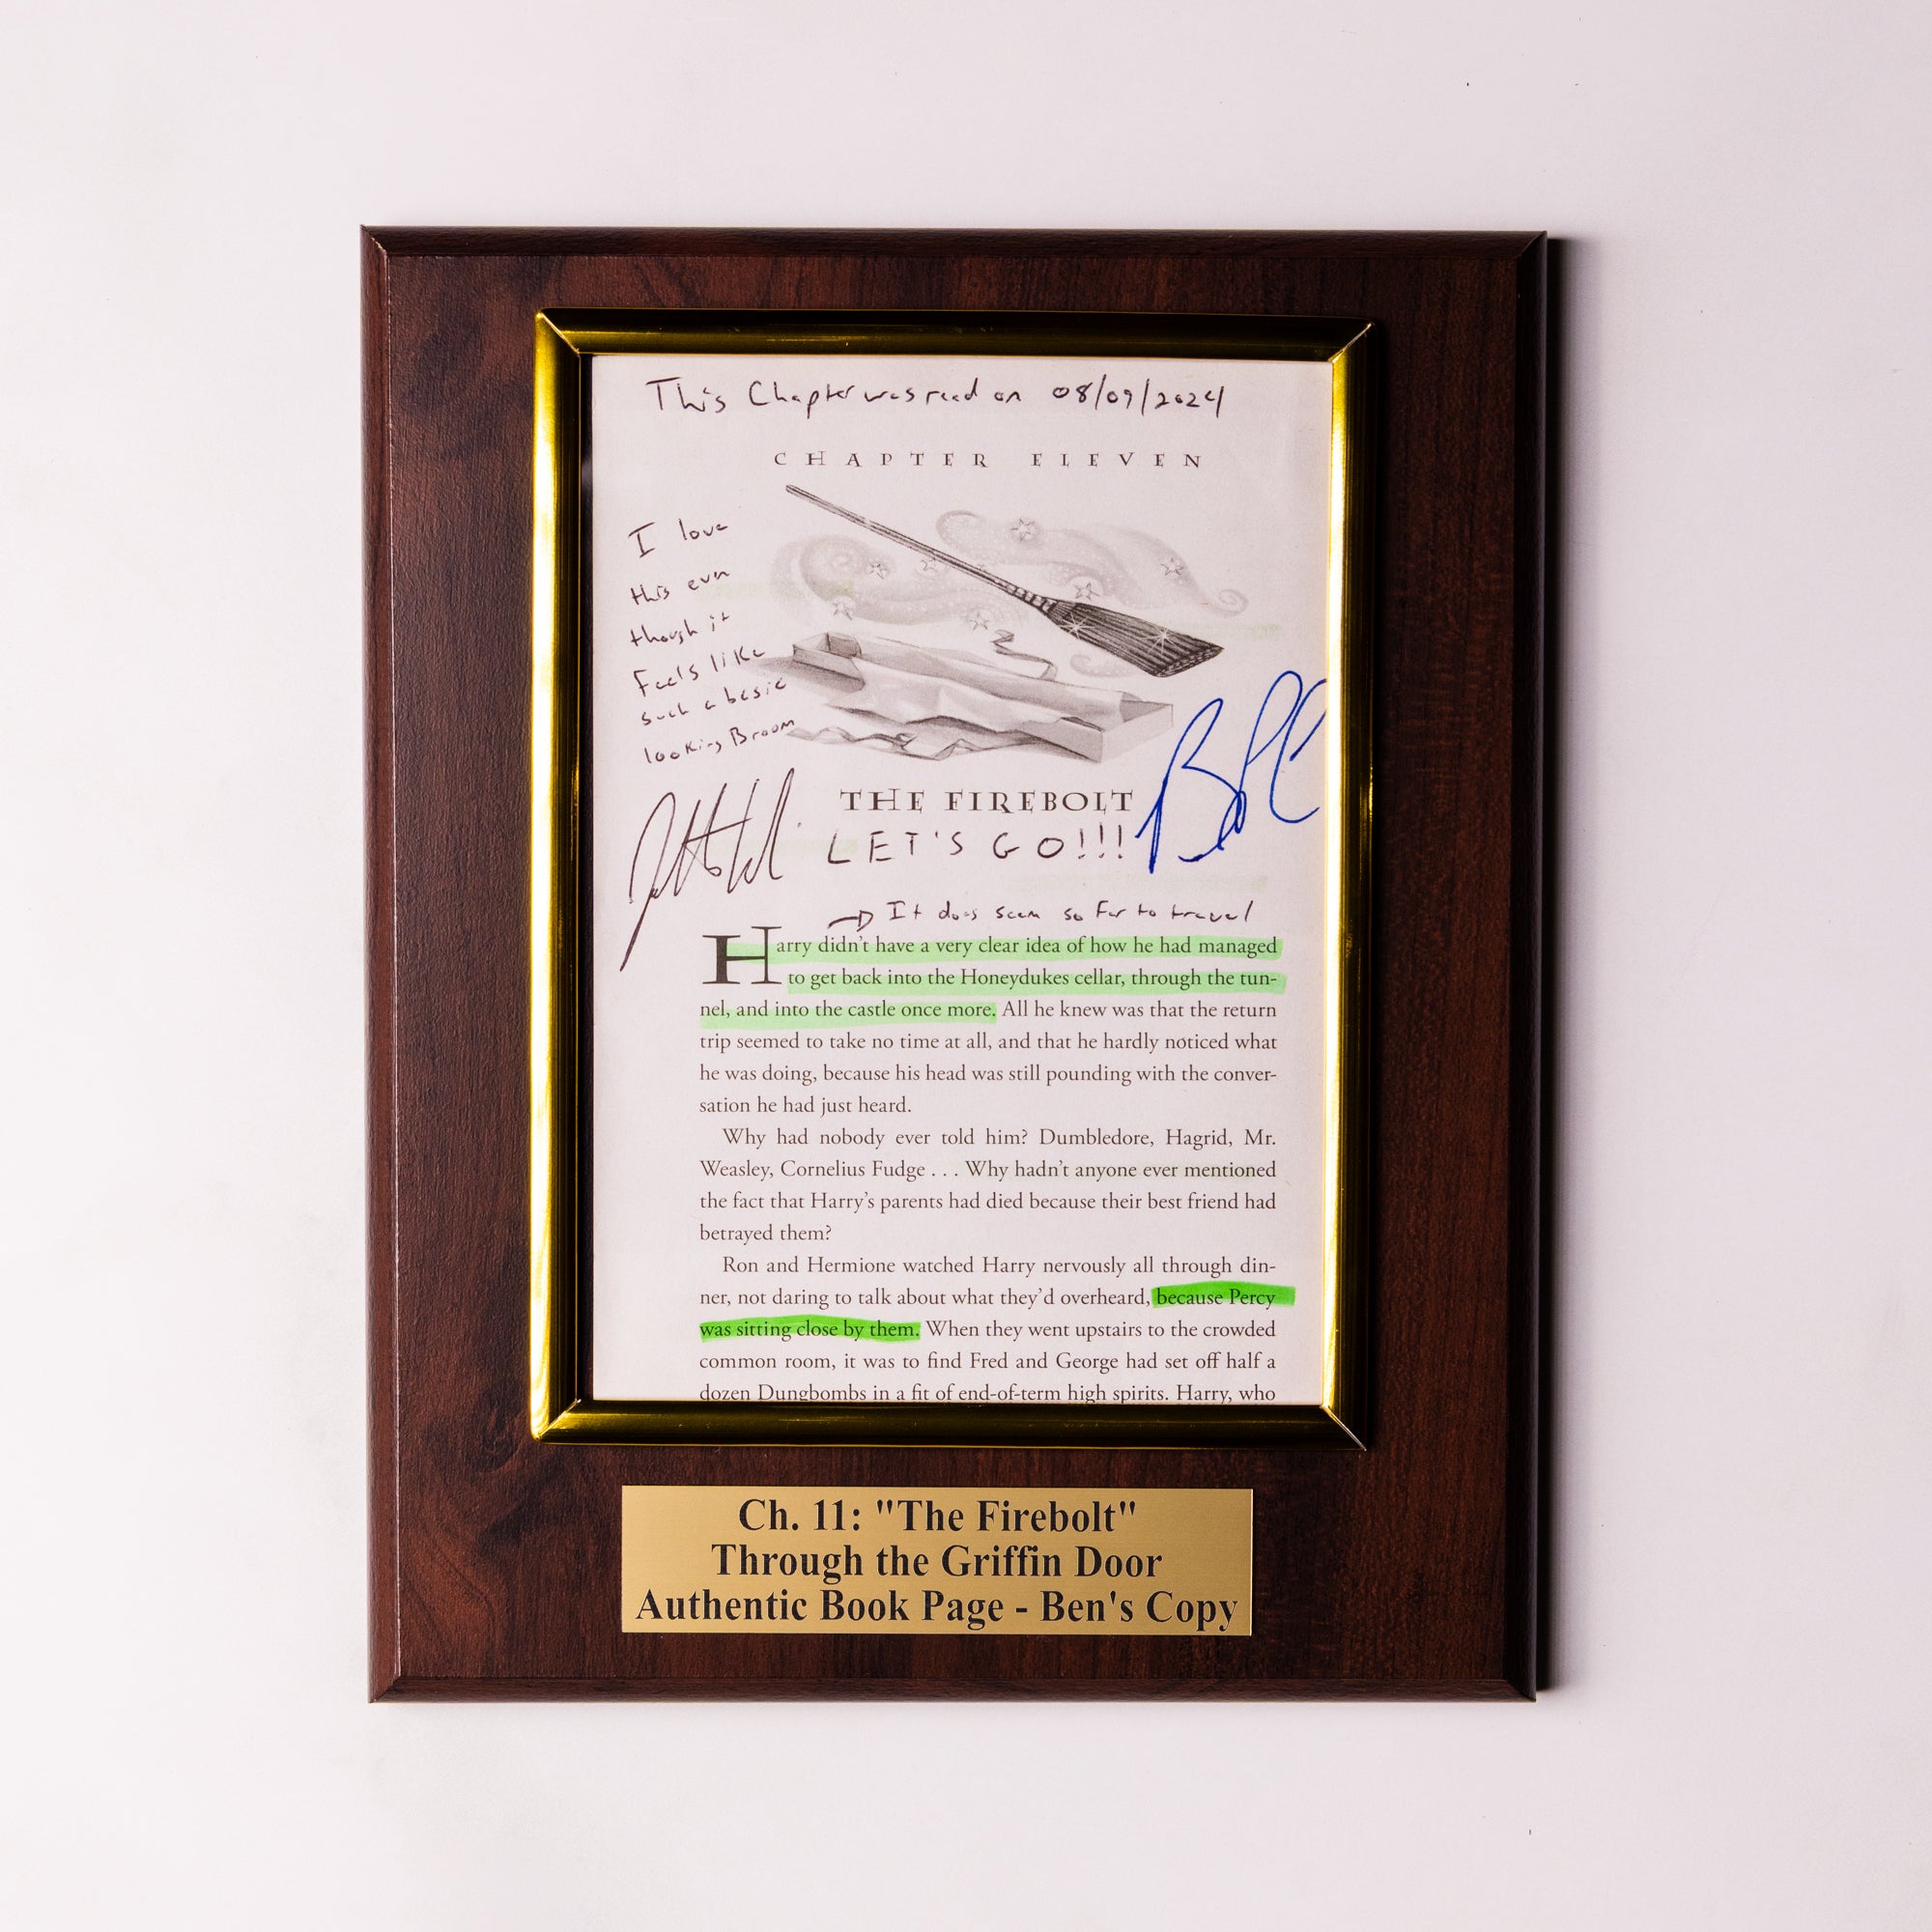 This Chapter was read on 08/09/2024
CHAPTER ELEVEN
I love
this even
though it
Feels like
such a basic
looking Broom
THE FIREBOLT
LET'S GO!!!
It does seem so far to travel
Harry didn't have a very clear idea of how he had managed
to get back into the Honeydukes cellar, through the tun-
nel, and into the castle once more. All he knew was that the return
trip seemed to take no time at all, and that he hardly noticed what
he was doing, because his head was still pounding with the conver-
sation he had just heard.
Why had nobody ever told him? Dumbledore, Hagrid, Mr.
Weasley, Cornelius Fudge . . . Why hadn't anyone ever mentioned
the fact that Harry's parents had died because their best friend had
betrayed them?
Ron and Hermione watched Harry nervously all through din-
ner, not daring to talk about what they'd overheard, because Percy
was sitting close by them. When they went upstairs to the crowded
common room, it was to find Fred and George had set off half a
dozen Dungbombs in a fit of end-of-term high spirits. Harry, who
Ch. 11: "The Firebolt"
Through the Griffin Door
Authentic Book Page - Ben's Copy